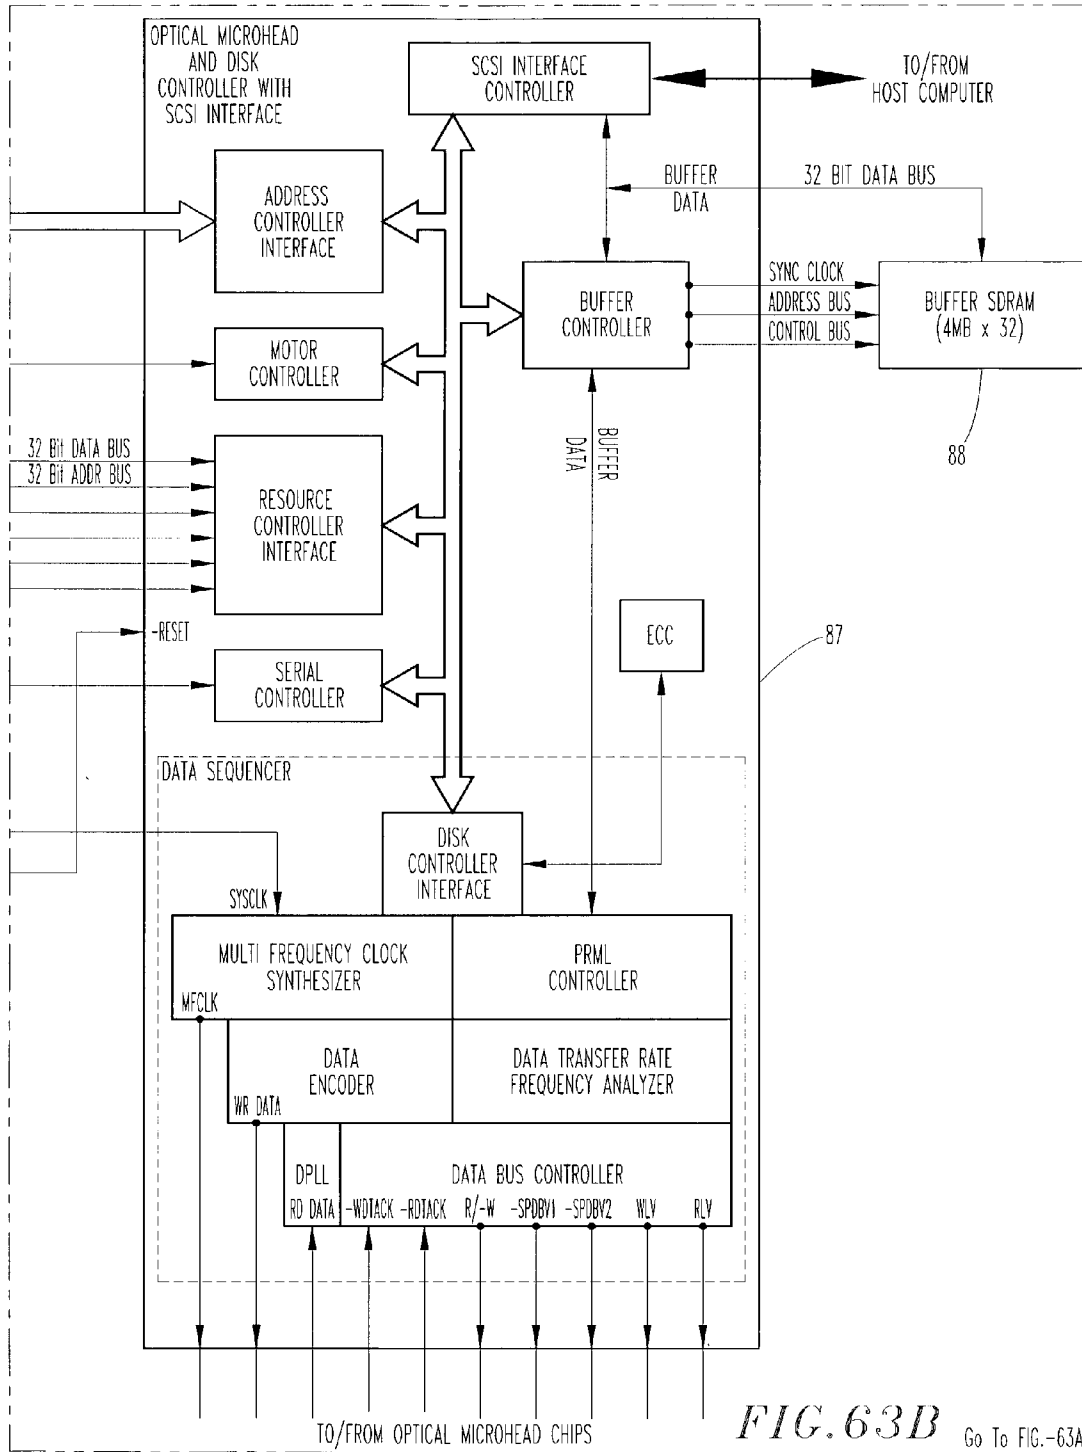 OPTICAL MICROHEAD
AND DISK
CONTROLLER WITH
SCSI INTERFACE
SCSI INTERFACE
CONTROLLER
TO/FROM
HOST COMPUTER
ADDRESS
CONTROLLER
INTERFACE
BUFFER
DATA
32 BIT DATA BUS
BUFFER
CONTROLLER
SYNC CLOCK
ADDRESS BUS
CONTROL BUS
BUFFER SDRAM
(4MB x 32)
88
MOTOR
CONTROLLER
32 Bit DATA BUS
32 Bit ADDR BUS
RESOURCE
CONTROLLER
INTERFACE
BUFFER
DATA
-RESET
ECC
87
SERIAL
CONTROLLER
DATA SEQUENCER
DISK
CONTROLLER
INTERFACE
SYSCLK
MULTI FREQUENCY CLOCK
SYNTHESIZER
PRML
CONTROLLER
MFCLK
DATA
ENCODER
DATA TRANSFER RATE
FREQUENCY ANALYZER
WR DATA
DPLL
DATA BUS CONTROLLER
RD DATA
-WDTACK
-RDTACK
R/-W
-SPDBV1
-SPDBV2
WLV
RLV
TO/FROM OPTICAL MICROHEAD CHIPS
FIG.63B
Go To FIG.-63A